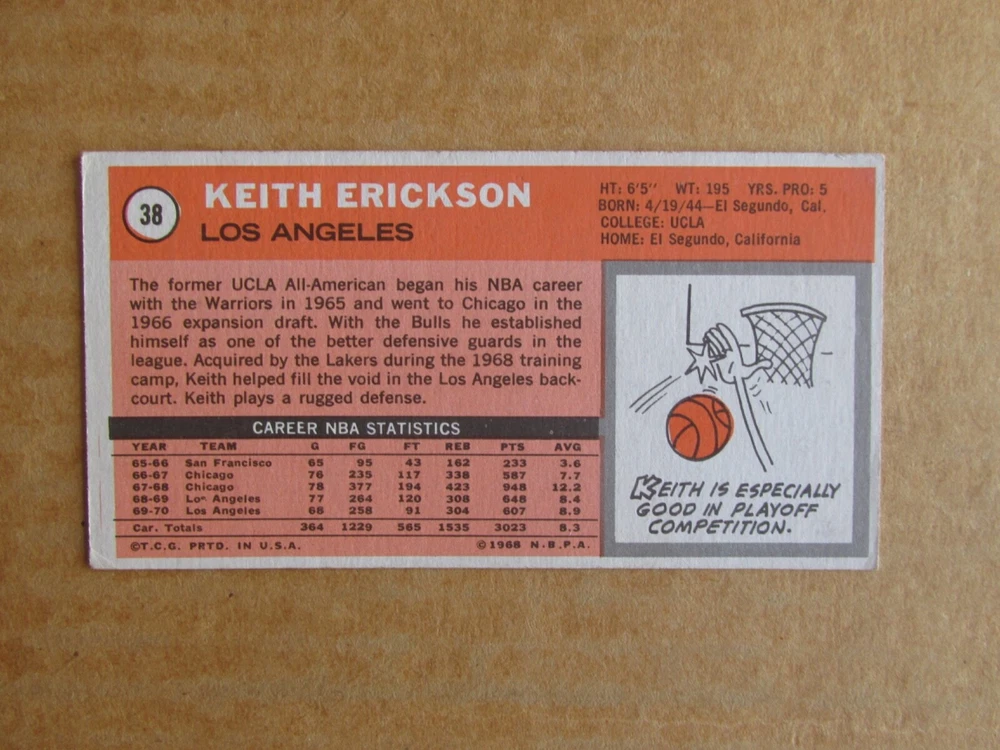 38
KEITH ERICKSON
LOS ANGELES
HT: 6'5" WT: 195 YRS. PRO: 5
BORN: 4/19/44—El Segundo, Cal.
COLLEGE: UCLA
HOME: El Segundo, California
The former UCLA All-American began his NBA career
with the Warriors in 1965 and went to Chicago in the
1966 expansion draft. With the Bulls he established
himself as one of the better defensive guards in the
league. Acquired by the Lakers during the 1968 training
camp, Keith helped fill the void in the Los Angeles back-
court. Keith plays a rugged defense.
CAREER NBA STATISTICS
YEAR TEAM G FG FT REB PTS AVG
65-66 San Francisco 65 95 43 162 233 3.6
66-67 Chicago 76 235 117 338 587 7.7
67-68 Chicago 78 377 194 423 948 12.2
68-69 Los Angeles 77 264 120 308 648 8.4
69-70 Los Angeles 68 258 91 304 607 8.9
Car. Totals 364 1229 565 1535 3023 8.3
©T.C.G. PRTD. IN U.S.A. ©1968 N.B.P.A.
KEITH IS ESPECIALLY
GOOD IN PLAYOFF
COMPETITION.